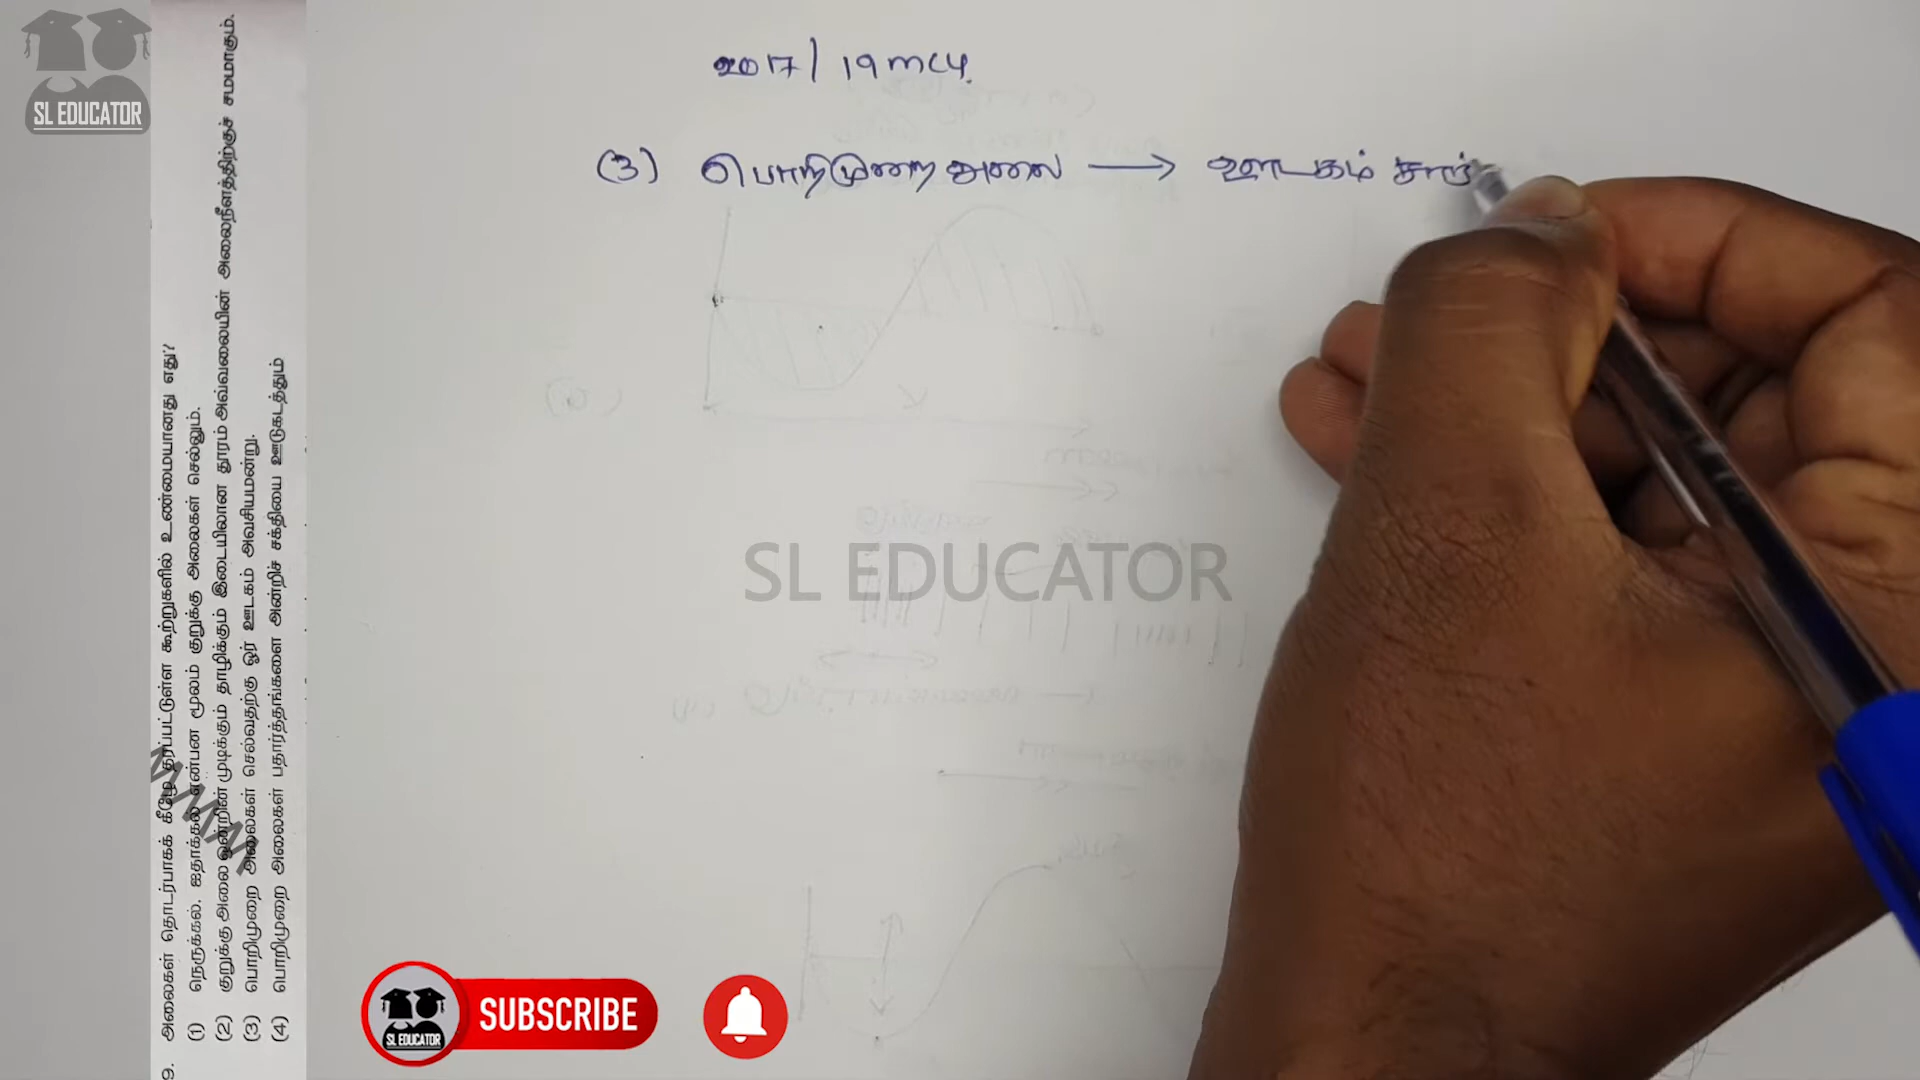 2017 / 19 mcq.
(3) பொறிமுறை அலை → ஊடகம் சார்
அலைகள் தொடர்பாகக் கீழே தரப்பட்டுள்ள கூற்றுகளில் உண்மையானது எது?
(1) நெருக்கல், ஐதாக்கல் என்பன மூலம் குறுக்கு அலைகள் செல்லும்.
(2) குறுக்கு அலை ஒன்றின் முடிக்கும் தாழிக்கும் இடையிலான தூரம் அவ்வலையின் அலைநீளத்திற்குச் சமமாகும்.
(3) பொறிமுறை அலைகள் செல்வதற்கு ஓர் ஊடகம் அவசியமன்று.
(4) பொறிமுறை அலைகள் பதார்த்தங்களை அன்றிச் சக்தியை ஊடுகடத்தும்
SL EDUCATOR
SL EDUCATOR
SL EDUCATOR
SUBSCRIBE